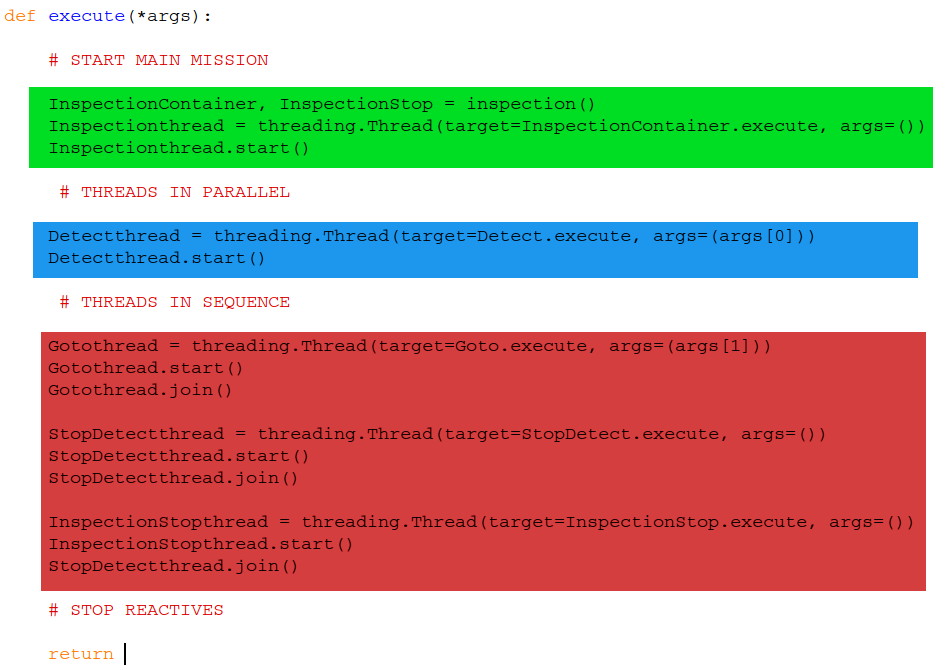 def execute(*args):
# START MAIN MISSION
InspectionContainer, InspectionStop = inspection()
Inspectionthread = threading.Thread(target=InspectionContainer.execute, args=())
Inspectionthread.start()
# THREADS IN PARALLEL
Detectthread = threading.Thread(target=Detect.execute, args=(args[0]))
Detectthread.start()
# THREADS IN SEQUENCE
Gotothread = threading.Thread(target=Goto.execute, args=(args[1]))
Gotothread.start()
Gotothread.join()
StopDetectthread = threading.Thread(target=StopDetect.execute, args=())
StopDetectthread.start()
StopDetectthread.join()
InspectionStopthread = threading.Thread(target=InspectionStop.execute, args=())
InspectionStopthread.start()
StopDetectthread.join()
# STOP REACTIVES
return